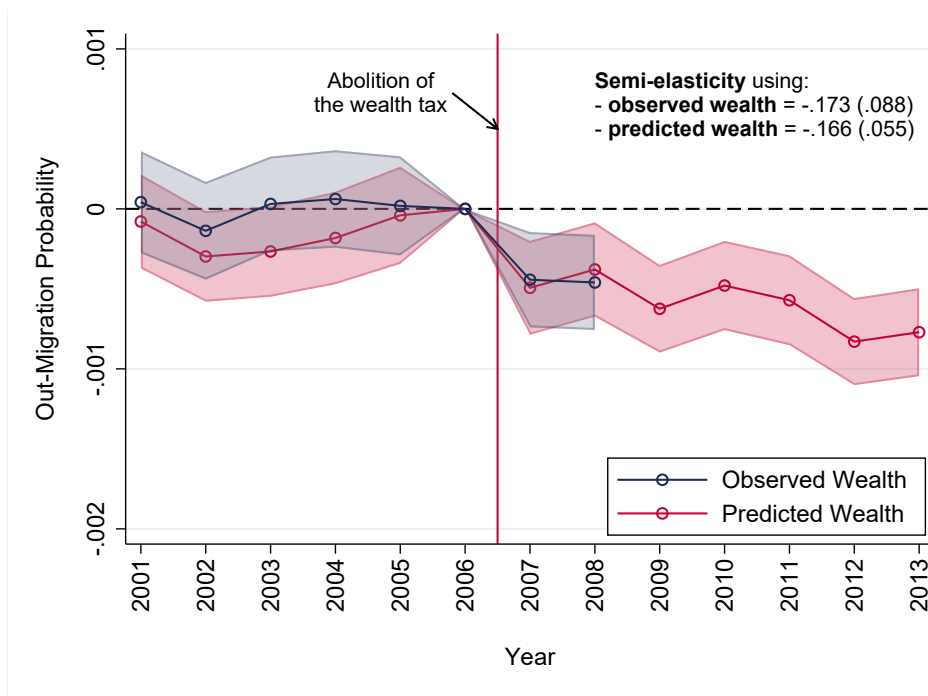 Abolition of
the wealth tax
Semi-elasticity using:
- observed wealth = -.173 (.088)
- predicted wealth = -.166 (.055)
Out-Migration Probability
.001
0
-.001
-.002
Observed Wealth
Predicted Wealth
2001
2002
2003
2004
2005
2006
2007
2008
2009
2010
2011
2012
2013
Year